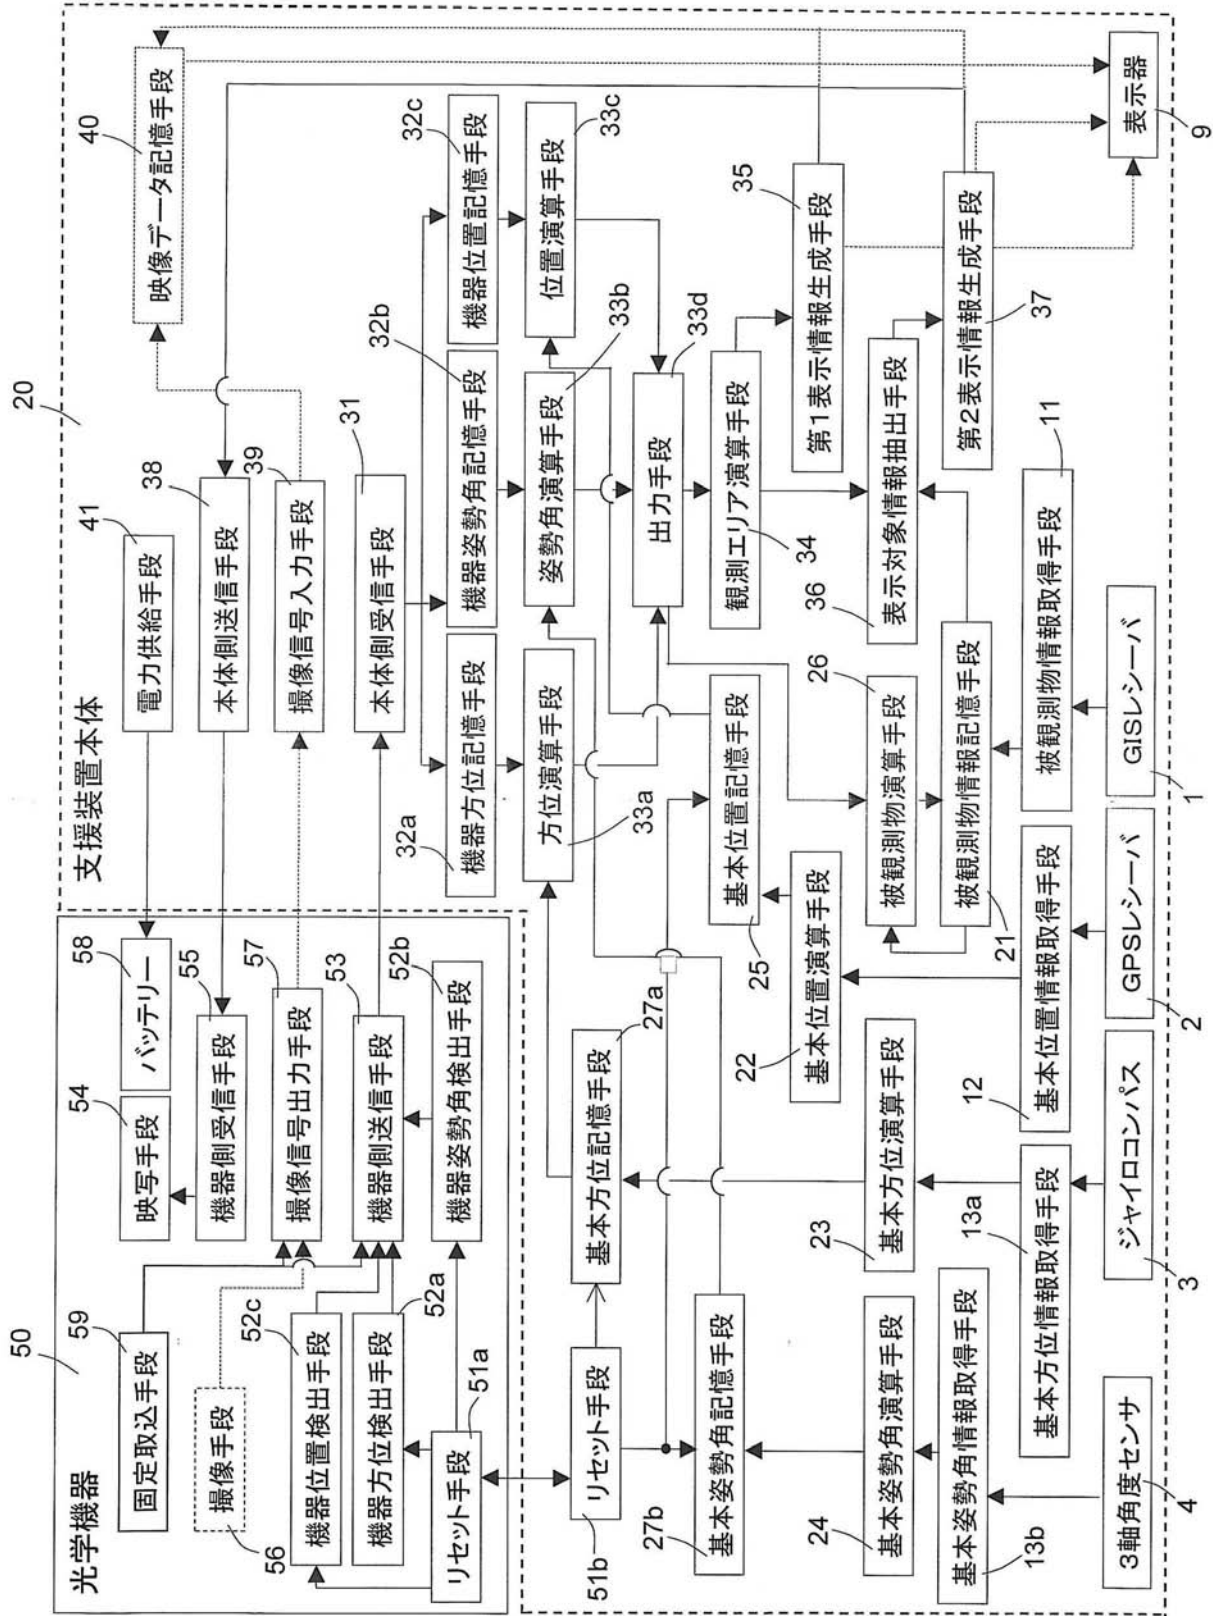 50
光学機器
59
固定取込手段
撮像手段
56
機器位置検出手段
52c
機器方位検出手段
52a
リセット手段
51a
54
映写手段
58
バッテリー
55
機器側受信手段
57
撮像信号出力手段
53
機器側送信手段
52b
機器姿勢角検出手段
20
支援装置本体
41
電力供給手段
38
本体側送信手段
39
撮像信号入力手段
31
本体側受信手段
40
映像データ記憶手段
32a
機器方位記憶手段
32b
機器姿勢角記憶手段
32c
機器位置記憶手段
33a
方位演算手段
33b
姿勢角演算手段
33c
位置演算手段
33d
出力手段
34
観測エリア演算手段
35
第1表示情報生成手段
36
表示対象情報抽出手段
37
第2表示情報生成手段
表示器
9
51b
リセット手段
27a
基本方位記憶手段
27b
基本姿勢角記憶手段
25
基本位置記憶手段
22
基本位置演算手段
26
被観測物演算手段
21
被観測物情報記憶手段
23
基本方位演算手段
24
基本姿勢角演算手段
13b
基本姿勢角情報取得手段
13a
基本方位情報取得手段
12
基本位置情報取得手段
11
被観測物情報取得手段
3軸角度センサ
4
ジャイロコンパス
3
GPSレシーバ
2
GISレシーバ
1